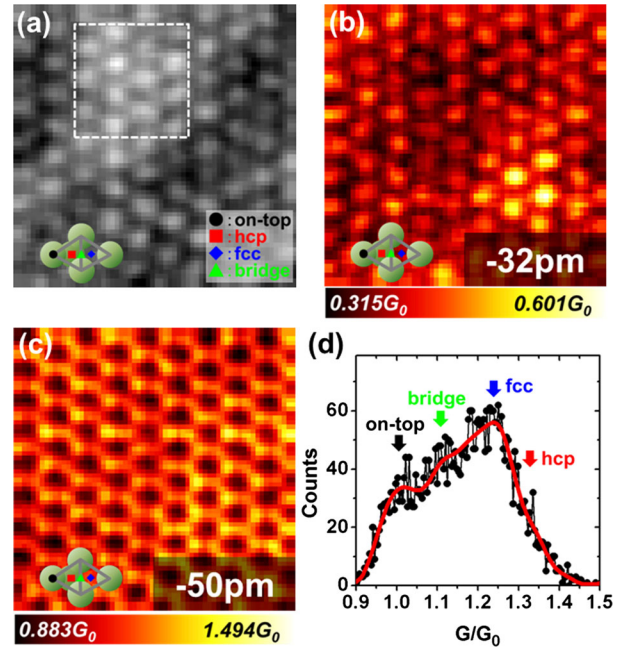 (a)
● : on-top
■ : hcp
◆ : fcc
▲ : bridge
(b)
-32pm
0.315G₀ 0.601G₀
(c)
-50pm
0.883G₀ 1.494G₀
(d)
Counts
80
60
40
20
0
on-top
bridge
fcc
hcp
0.9 1.0 1.1 1.2 1.3 1.4 1.5
G/G₀